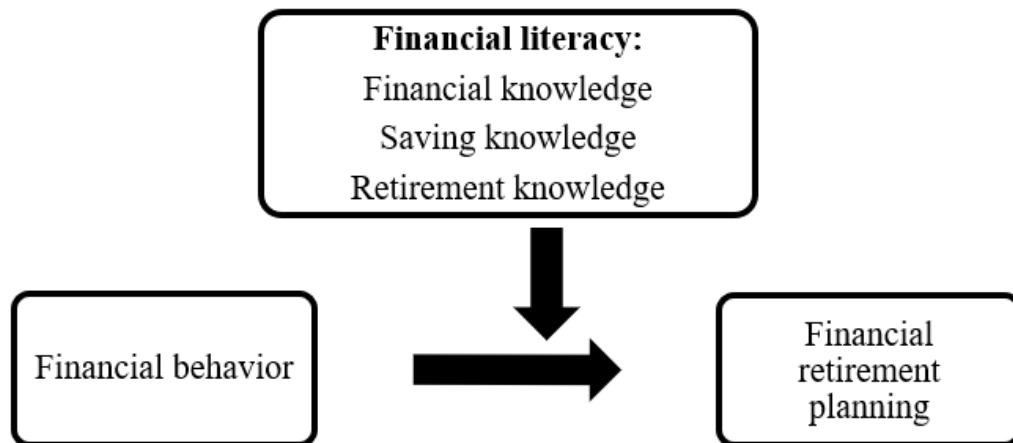 Financial literacy:
Financial knowledge
Saving knowledge
Retirement knowledge
Financial behavior
Financial
retirement
planning